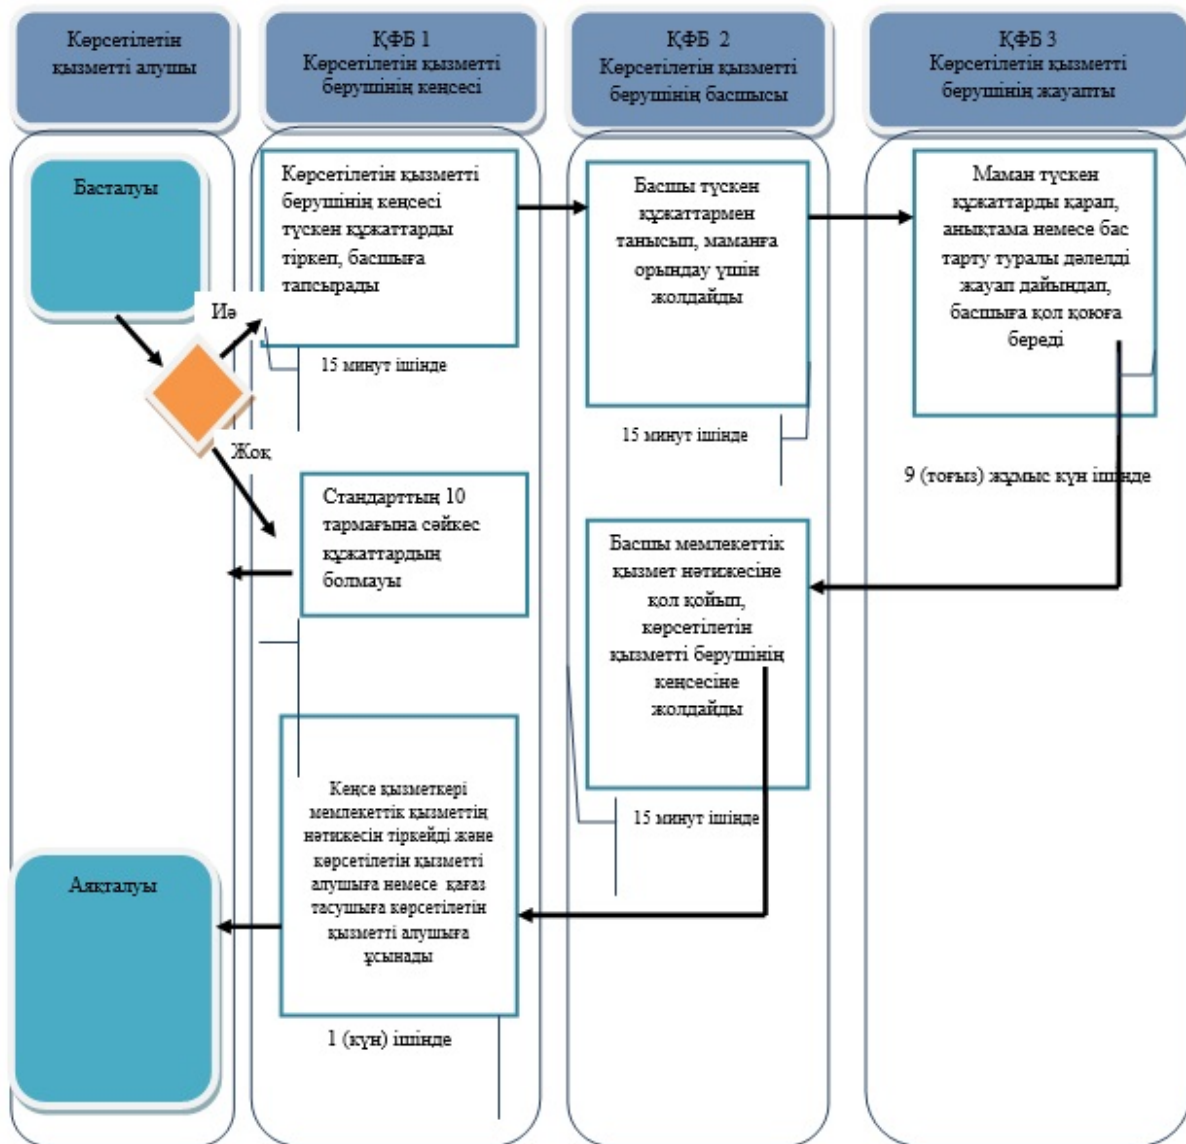 Көрсетілетін
қызметті алушы
ҚФБ 1
Көрсетілетін қызметті
берушінің кеңсесі
ҚФБ 2
Көрсетілетін қызметті
берушінің басшысы
ҚФБ 3
Көрсетілетін қызметті
берушінің жауапты
Басталуы
Көрсетілетін қызметті
берушінің кеңсесі
түскен құжаттарды
тіркеп, басшыға
тапсырады
Басшы түскен
құжаттармен
танысып, маманға
орындау үшін
жолдайды
Маман түскен
құжаттарды қарап,
анықтама немесе бас
тарту туралы дәлелді
жауап дайындап,
басшыға қол қоюға
береді
Иә
15 минут ішінде
15 минут ішінде
9 (тоғыз) жұмыс күн ішінде
Жоқ
Стандарттың 10
тармағына сәйкес
құжаттардың
болмауы
Басшы мемлекеттік
қызмет нәтижесіне
қол қойып,
көрсетілетін
қызметті берушінің
кеңсесіне
жолдайды
15 минут ішінде
Кеңсе қызметкері
мемлекеттік қызметтің
нәтижесін тіркейді және
көрсетілетін қызметті
алушыға немесе қағаз
тасушыға көрсетілетін
қызметті алушыға
ұсынады
1 (күн) ішінде
Аяқталуы